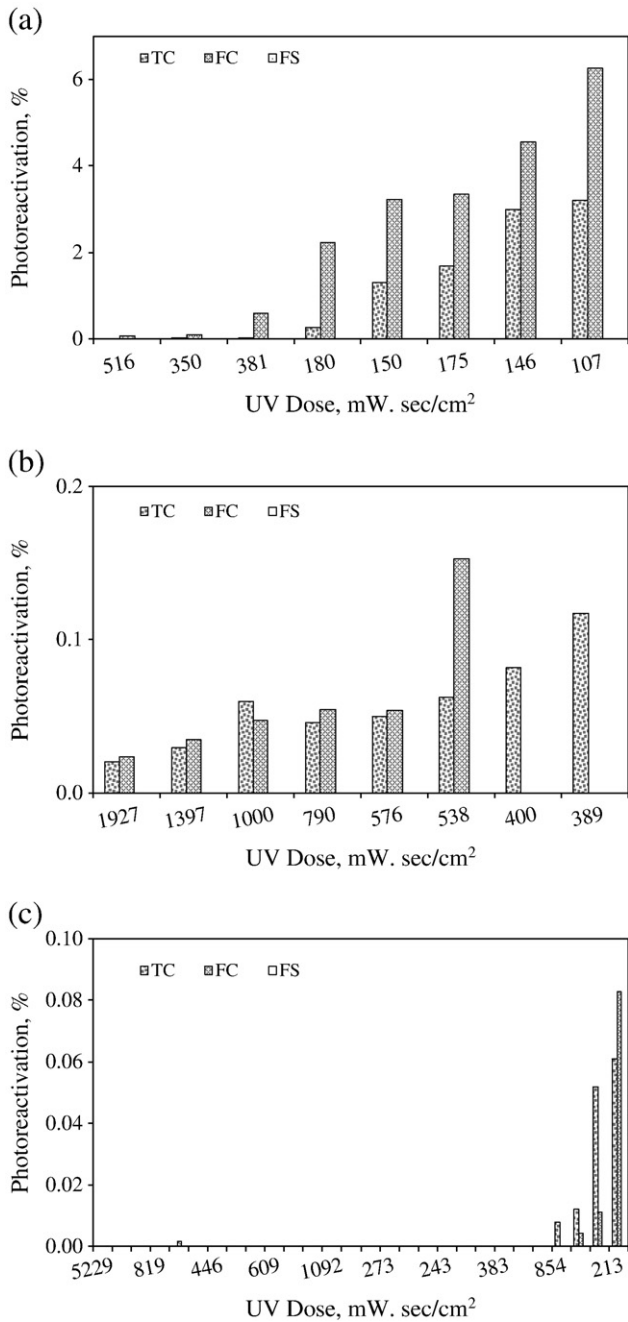 (a)
Photoreactivation, %
TC FC FS
6
4
2
0
516 350 381 180 150 175 146 107
UV Dose, mW. sec/cm²
(b)
Photoreactivation, %
TC FC FS
0.2
0.1
0.0
1927 1397 1000 790 576 538 400 389
UV Dose, mW. sec/cm²
(c)
Photoreactivation, %
TC FC FS
0.10
0.08
0.06
0.04
0.02
0.00
5229 819 446 609 1092 273 243 383 854 213
UV Dose, mW. sec/cm²